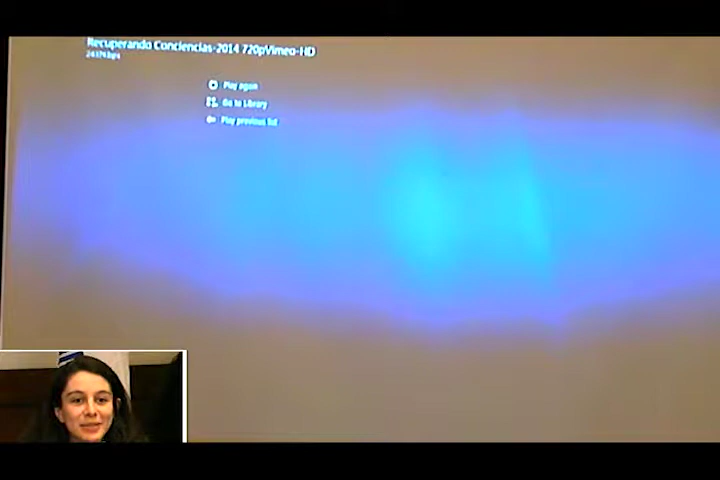 Recuperando Conciencias-2014 720pVimeo-HD
Play again
Go to Library
Play previous list